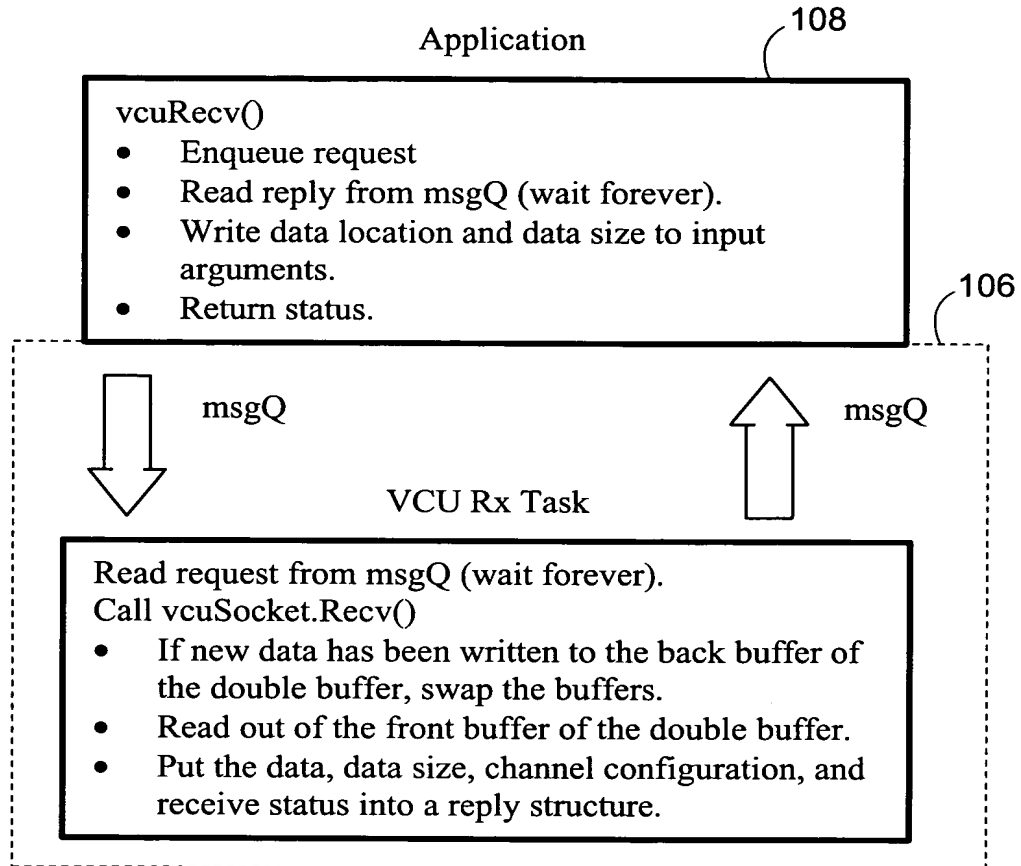 108
Application
vcuRecv()
• Enqueue request
• Read reply from msgQ (wait forever).
• Write data location and data size to input
arguments.
• Return status.
106
msgQ
msgQ
VCU Rx Task
Read request from msgQ (wait forever).
Call vcuSocket.Recv()
• If new data has been written to the back buffer of
the double buffer, swap the buffers.
• Read out of the front buffer of the double buffer.
• Put the data, data size, channel configuration, and
receive status into a reply structure.